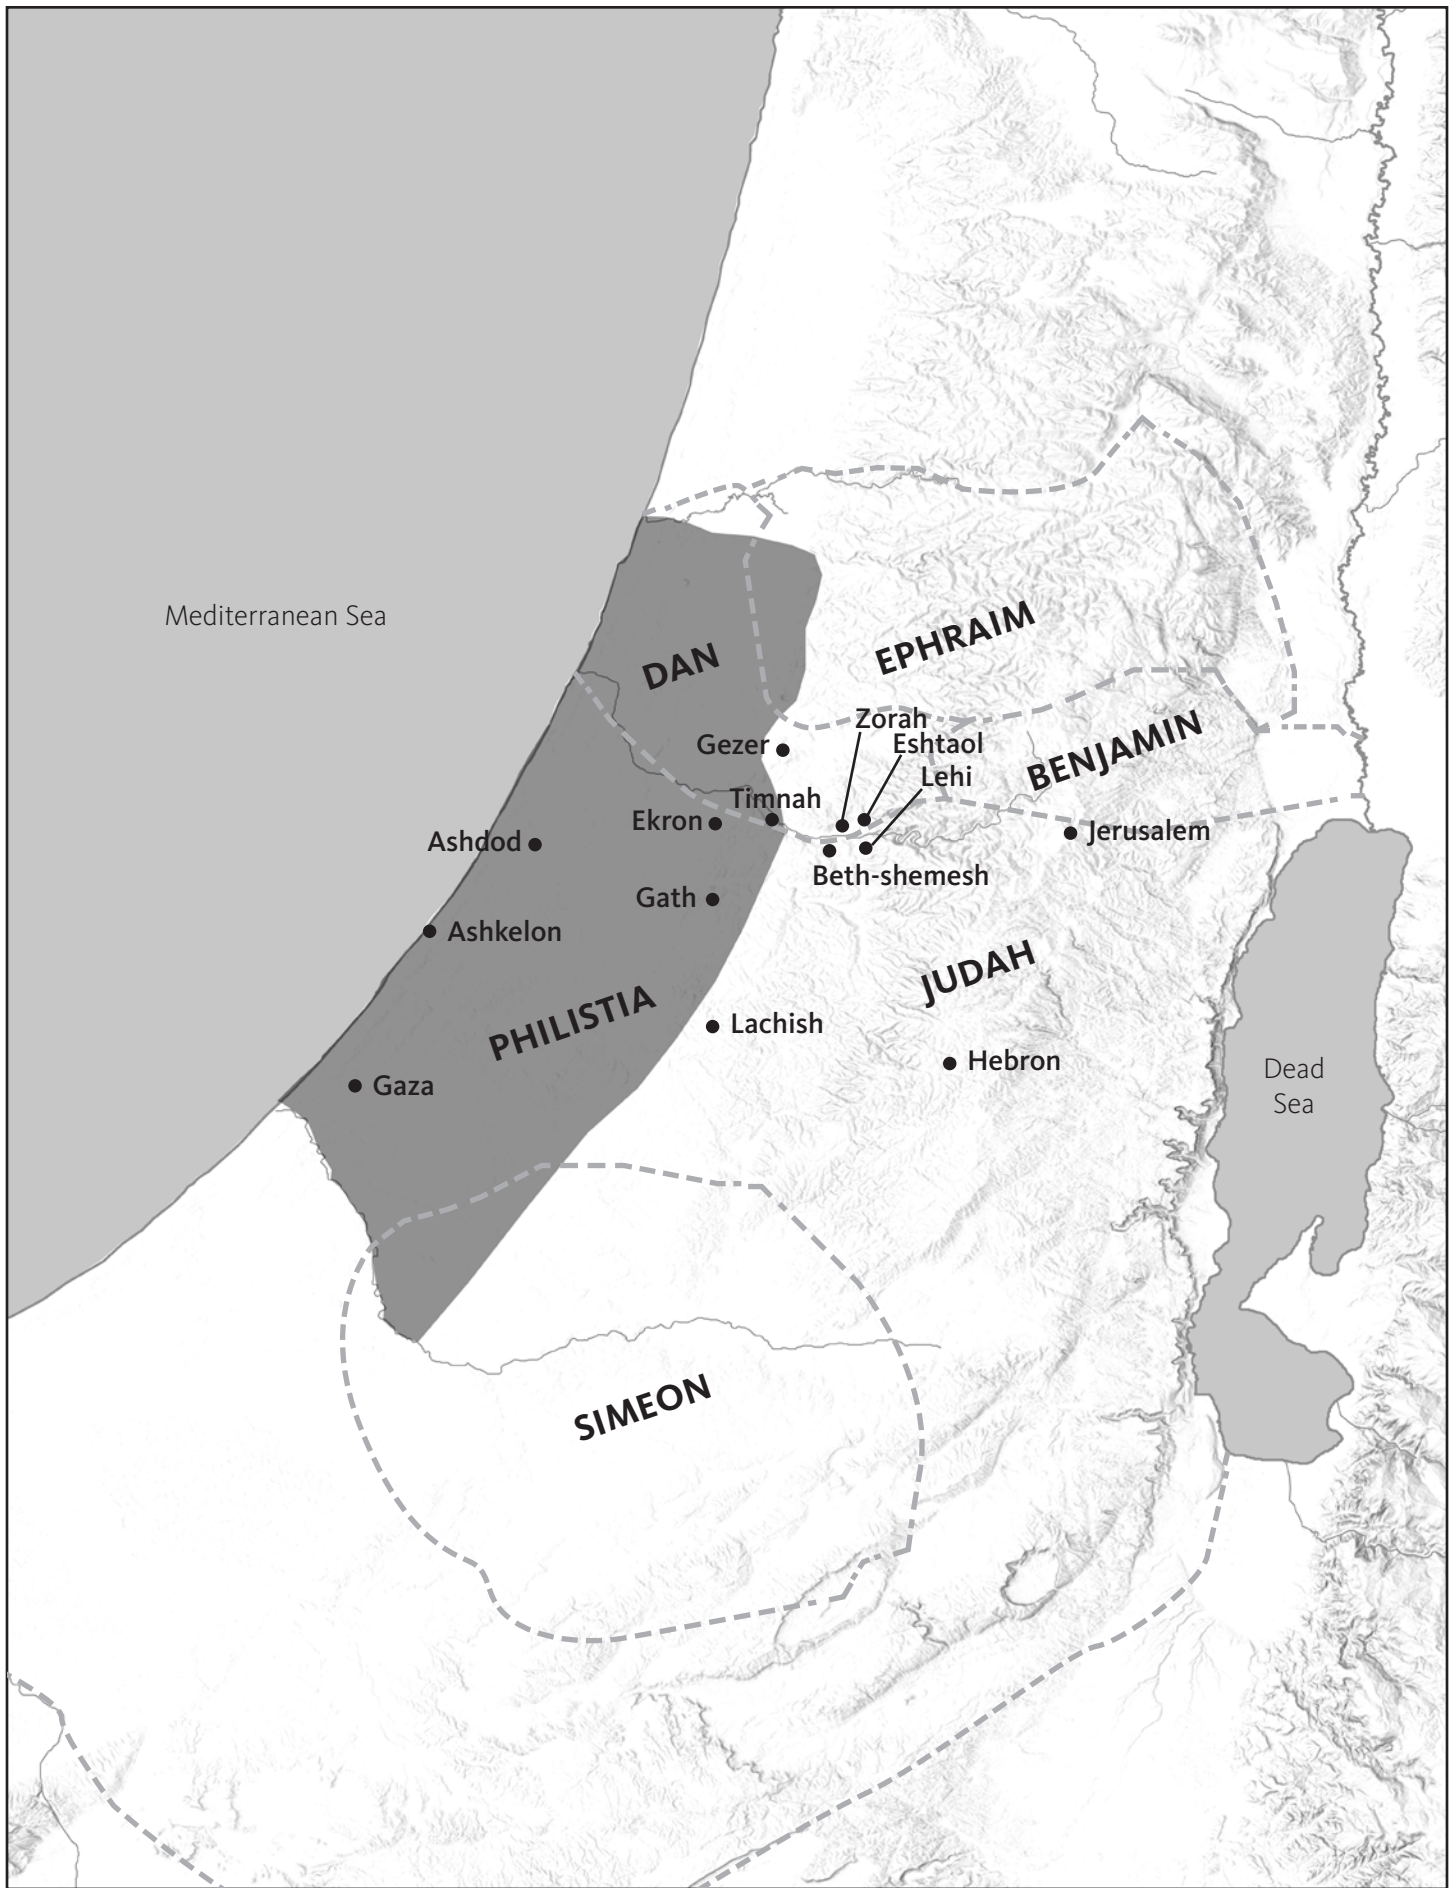 Mediterranean Sea
DAN
EPHRAIM
Zorah
Eshtaol
Lehi
BENJAMIN
Gezer
Timnah
Ekron
Ashdod
Jerusalem
Beth-shemesh
Gath
Ashkelon
JUDAH
PHILISTIA
Lachish
Hebron
Gaza
Dead
Sea
SIMEON